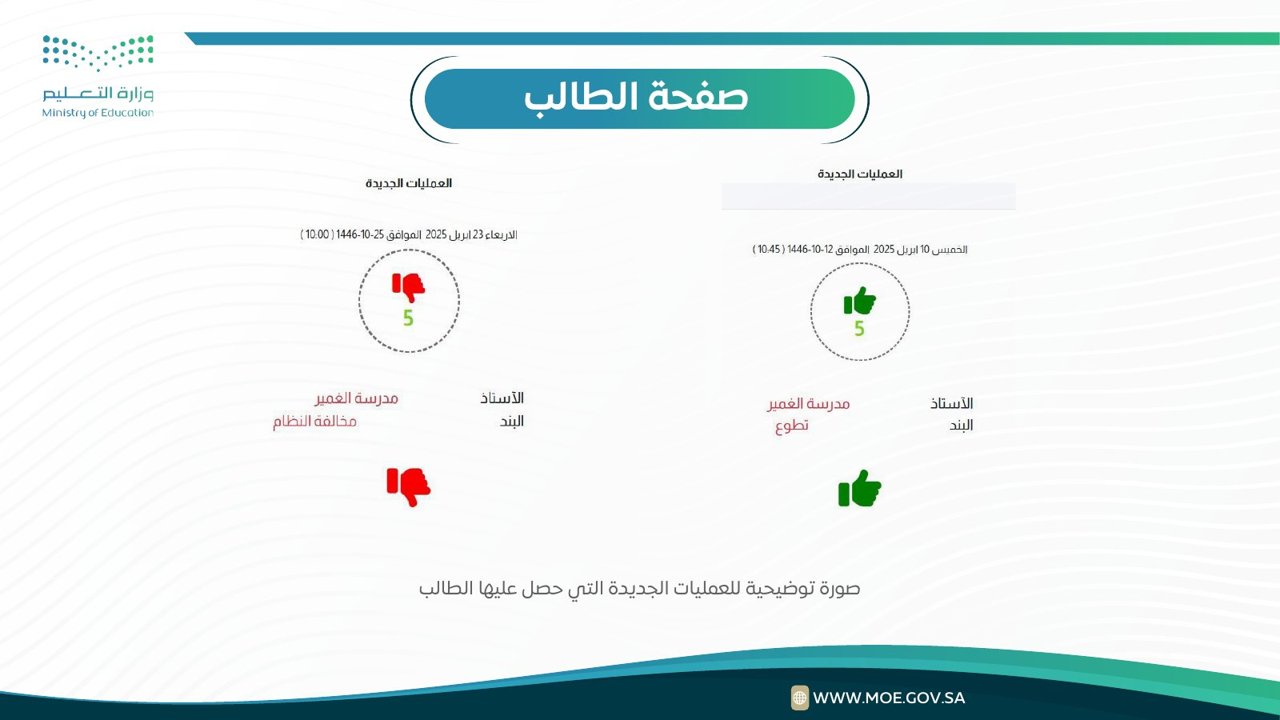 وزارة التعليم
Ministry of Education
صفحة الطالب
العمليات الجديدة
الخميس 10 ابريل 2025 الموافق 12-10-1446 ( 10:45 )
5
الآستاذ مدرسة الغمير
البند تطوع
العمليات الجديدة
الاربعاء 23 ابريل 2025 الموافق 25-10-1446 ( 10:00 )
5
الآستاذ مدرسة الغمير
البند مخالفة النظام
صورة توضيحية للعمليات الجديدة التي حصل عليها الطالب
WWW.MOE.GOV.SA